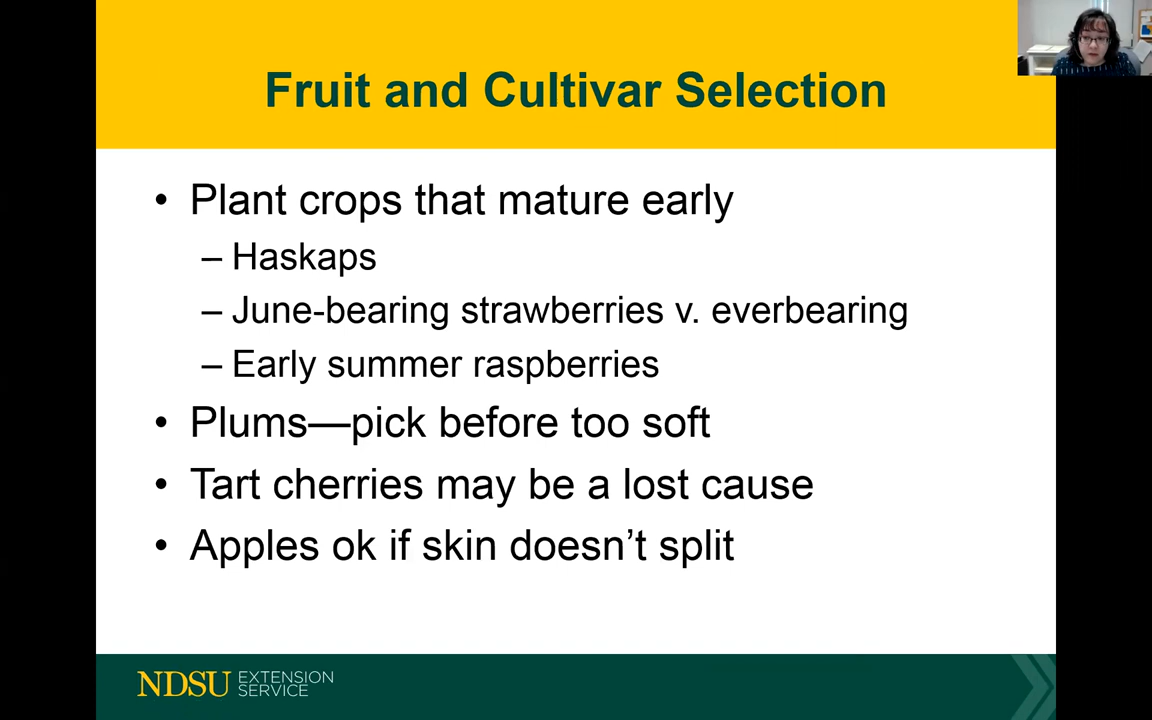 Fruit and Cultivar Selection
• Plant crops that mature early
– Haskaps
– June-bearing strawberries v. everbearing
– Early summer raspberries
• Plums—pick before too soft
• Tart cherries may be a lost cause
• Apples ok if skin doesn’t split
NDSU EXTENSION
SERVICE